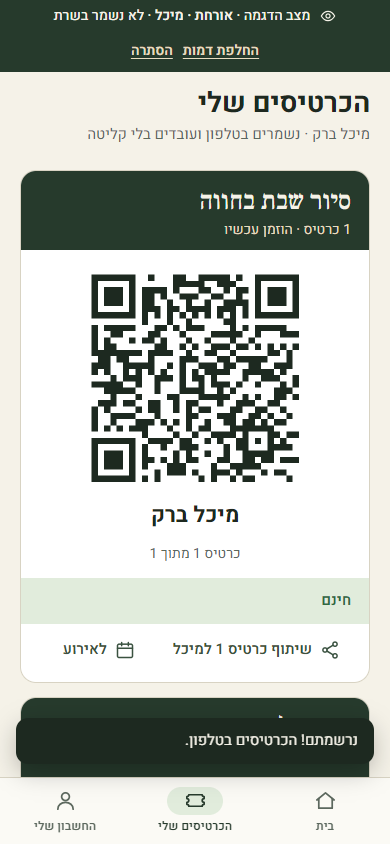 מצב הדגמה · אורחת · מיכל · לא נשמר בשרת
החלפת דמות הסתרה
הכרטיסים שלי
מיכל ברק · נשמרים בטלפון ועובדים בלי קליטה
סיור שבת בחווה
1 כרטיס · הוזמן עכשיו
מיכל ברק
כרטיס 1 מתוך 1
חינם
שיתוף כרטיס 1 למיכל לאירוע
נרשמתם! הכרטיסים בטלפון.
בית הכרטיסים שלי החשבון שלי